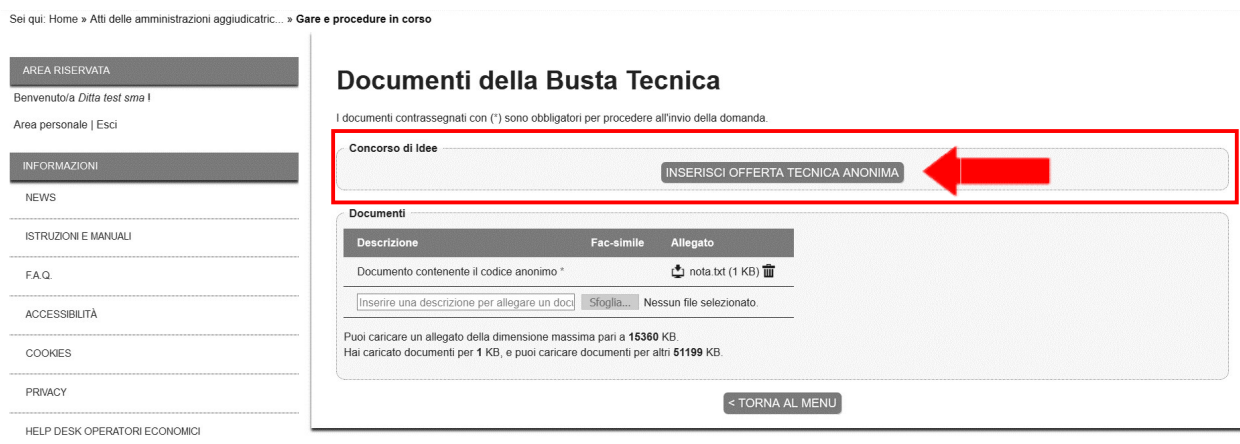 Sei qui: Home » Atti delle amministrazioni aggiudicatric... » Gare e procedure in corso
AREA RISERVATA
Benvenuto/a Ditta test sma !
Area personale | Esci
INFORMAZIONI
NEWS
ISTRUZIONI E MANUALI
F.A.Q.
ACCESSIBILITÀ
COOKIES
PRIVACY
HELP DESK OPERATORI ECONOMICI
Documenti della Busta Tecnica
I documenti contrassegnati con (*) sono obbligatori per procedere all'invio della domanda.
Concorso di Idee
INSERISCI OFFERTA TECNICA ANONIMA
Documenti
Descrizione Fac-simile Allegato
Documento contenente il codice anonimo * nota.txt (1 KB)
Inserire una descrizione per allegare un docu Sfoglia... Nessun file selezionato.
Puoi caricare un allegato della dimensione massima pari a 15360 KB.
Hai caricato documenti per 1 KB, e puoi caricare documenti per altri 51199 KB.
< TORNA AL MENU